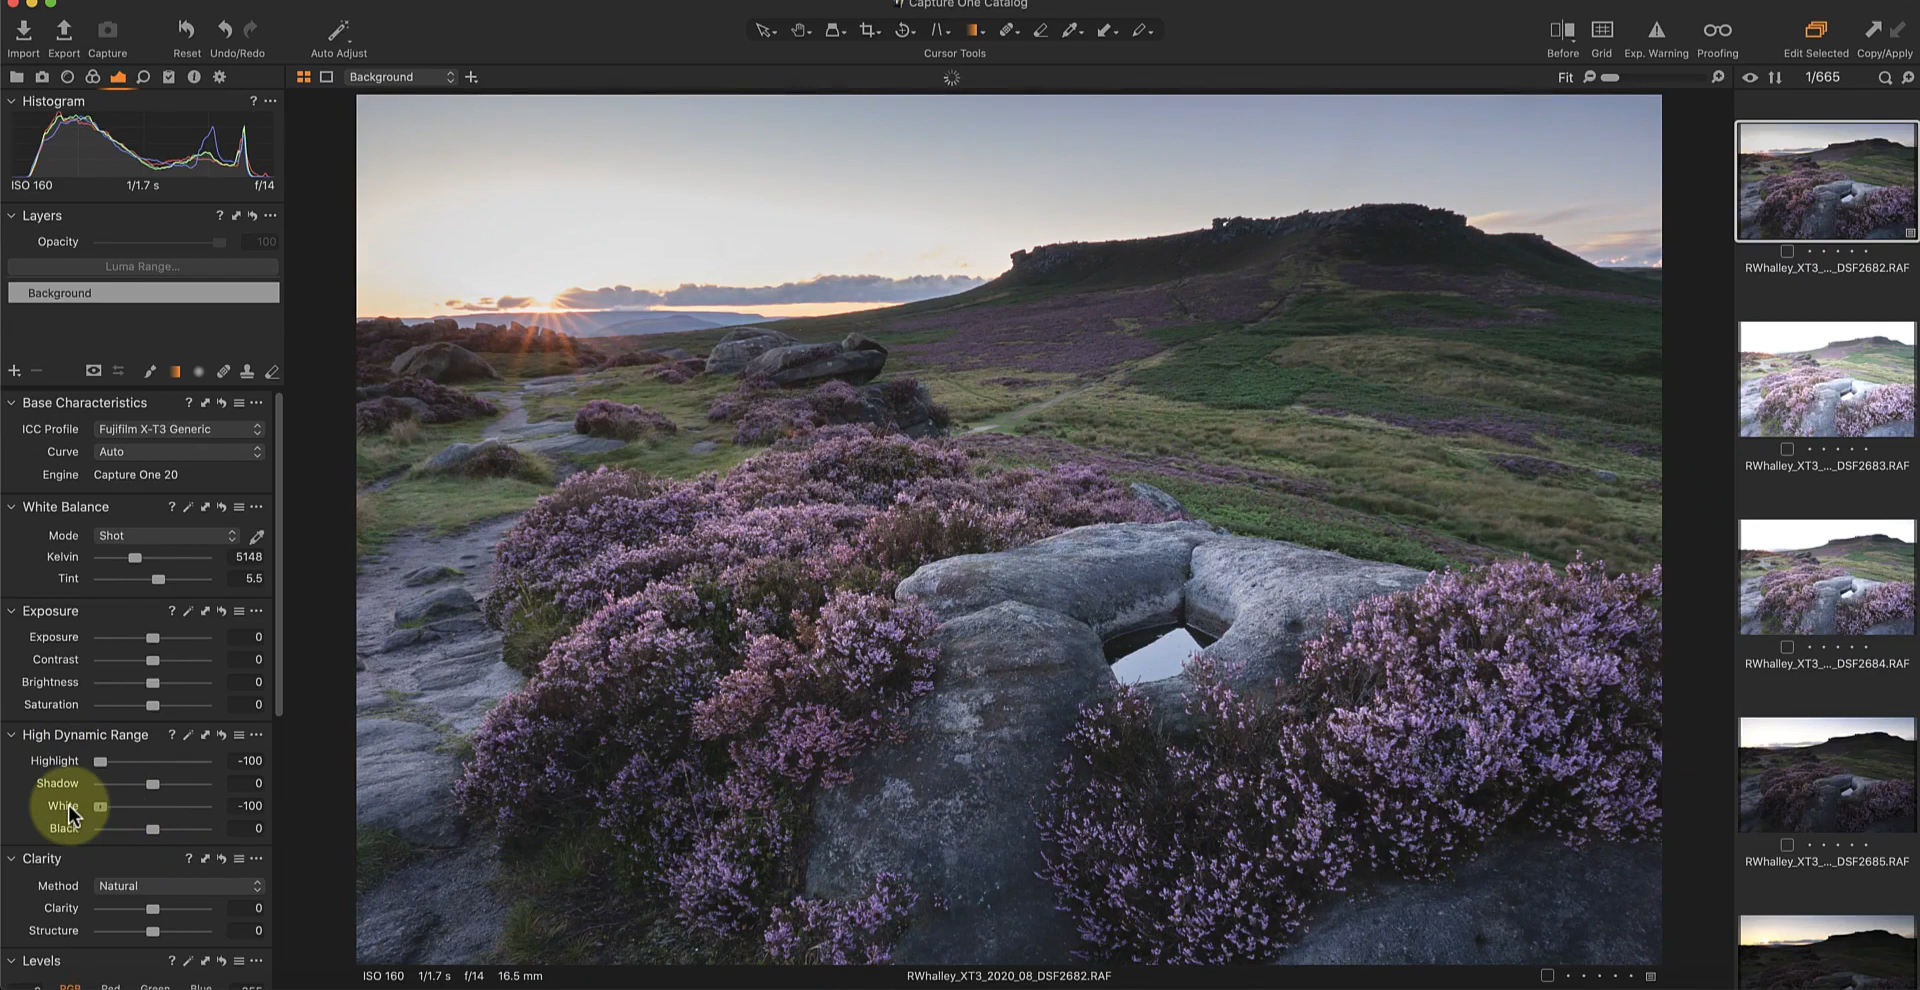 Capture One Catalog
Import Export Capture Reset Undo/Redo Auto Adjust Cursor Tools Before Grid Exp. Warning Proofing Edit Selected Copy/Apply
Background Fit 1/665
Histogram ?
ISO 160 1/1.7 s f/14
Layers ?
Opacity 100
Luma Range...
Background
Base Characteristics ?
ICC Profile Fujifilm X-T3 Generic
Curve Auto
Engine Capture One 20
White Balance ?
Mode Shot
Kelvin 5148
Tint 5.5
Exposure ?
Exposure 0
Contrast 0
Brightness 0
Saturation 0
High Dynamic Range ?
Highlight -100
Shadow 0
White -100
Black 0
Clarity ?
Method Natural
Clarity 0
Structure 0
Levels ?
RGB Red Green Blue 255
ISO 160 1/1.7 s f/14 16.5 mm RWhalley_XT3_2020_08_DSF2682.RAF
RWhalley_XT3_..._DSF2682.RAF
RWhalley_XT3_..._DSF2683.RAF
RWhalley_XT3_..._DSF2684.RAF
RWhalley_XT3_..._DSF2685.RAF